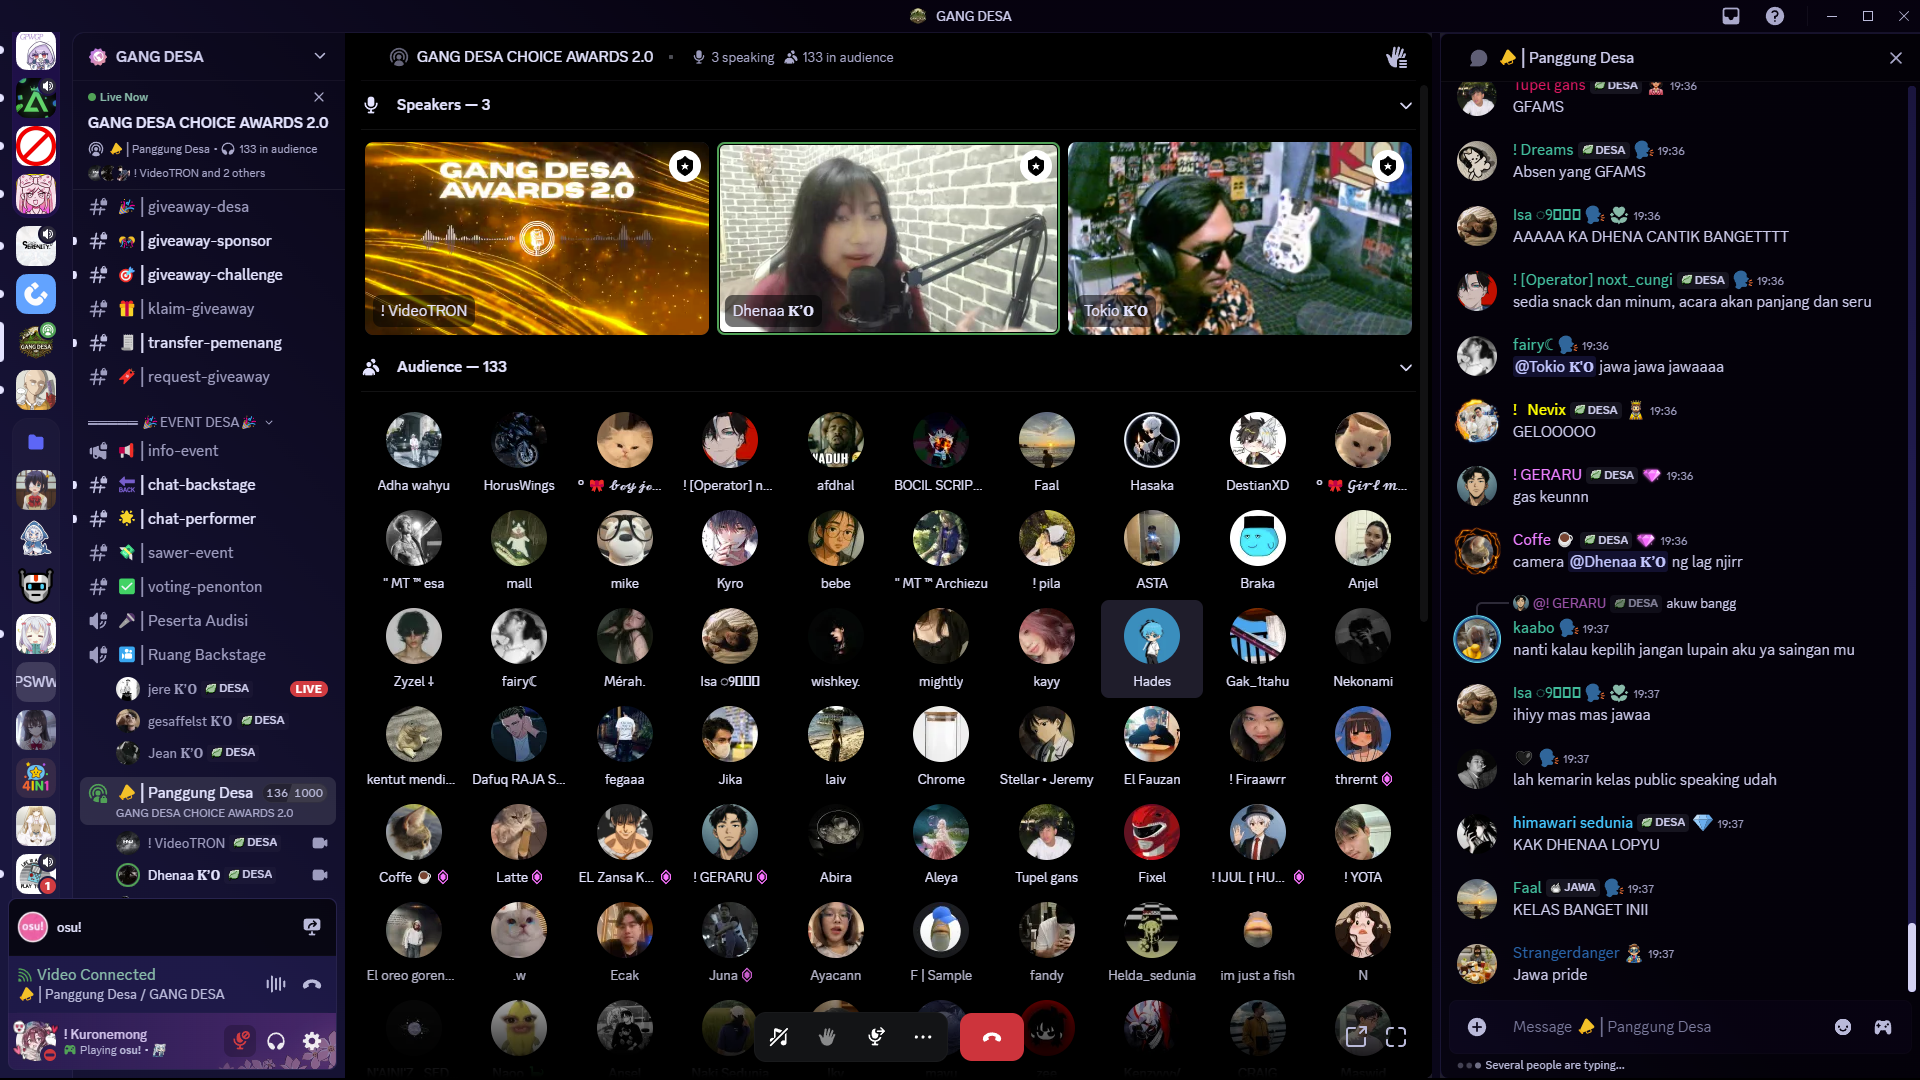 GANG DESA
GANG DESA
Live Now
GANG DESA CHOICE AWARDS 2.0
| Panggung Desa • 133 in audience
! VideoTRON and 2 others
| giveaway-desa
| giveaway-sponsor
| giveaway-challenge
| klaim-giveaway
| transfer-pemenang
| request-giveaway
EVENT DESA
| info-event
BACK | chat-backstage
| chat-performer
| sawer-event
| voting-penonton
| Peserta Audisi
| Ruang Backstage
jere K'O DESA LIVE
gesaffelst K'O DESA
Jean K'O DESA
| Panggung Desa 136 1000
GANG DESA CHOICE AWARDS 2.0
! VideoTRON DESA
Dhenaa K'O DESA
PSWW
4IN1
1
osu! osu!
Video Connected
| Panggung Desa / GANG DESA
! Kuronemong
Playing osu! •
GANG DESA CHOICE AWARDS 2.0 • 3 speaking 133 in audience
Speakers — 3
GANG DESA
AWARDS 2.0
! VideoTRON
Dhenaa K'O
Tokio K'O
Audience — 133
WADUH
Adha wahyu HorusWings ° boy jo... ! [Operator] n... afdhal BOCIL SCRIP... Faal Hasaka DestianXD ° Girl m...
" MT ™ esa mall mike Kyro bebe " MT ™ Archiezu ! pila ASTA Braka Anjel
Zyzel fairy☾ Mérah. Isa wishkey. mightly kayy Hades Gak_1tahu Nekonami
kentut mendi... Dafuq RAJA S... fegaaa Jika laiv Chrome Stellar • Jeremy El Fauzan ! Firaawrr thrernt
Coffe Latte EL Zansa K... ! GERARU Abira Aleya Tupel gans Fixel ! IJUL [ HU... ! YOTA
El oreo goren... .w Ecak Juna Ayacann F | Sample fandy Helda_sedunia im just a fish N
| Panggung Desa
Tupel gans DESA 19:36
GFAMS
! Dreams DESA 19:36
Absen yang GFAMS
Isa 19:36
AAAAA KA DHENA CANTIK BANGETTTT
! [Operator] noxt_cungi DESA 19:36
sedia snack dan minum, acara akan panjang dan seru
fairy☾ 19:36
@Tokio K'O jawa jawa jawaaaa
! Nevix DESA 19:36
GELOOOOO
! GERARU DESA 19:36
gas keunnn
Coffe DESA 19:36
camera @Dhenaa K'O ng lag njirr
@! GERARU DESA akuw bangg
kaabo 19:37
nanti kalau kepilih jangan lupain aku ya saingan mu
Isa 19:37
ihiyy mas mas jawaa
19:37
lah kemarin kelas public speaking udah
himawari sedunia DESA 19:37
KAK DHENAA LOPYU
Faal JAWA 19:37
KELAS BANGET INII
Strangerdanger 19:37
Jawa pride
Message | Panggung Desa
Several people are typing...